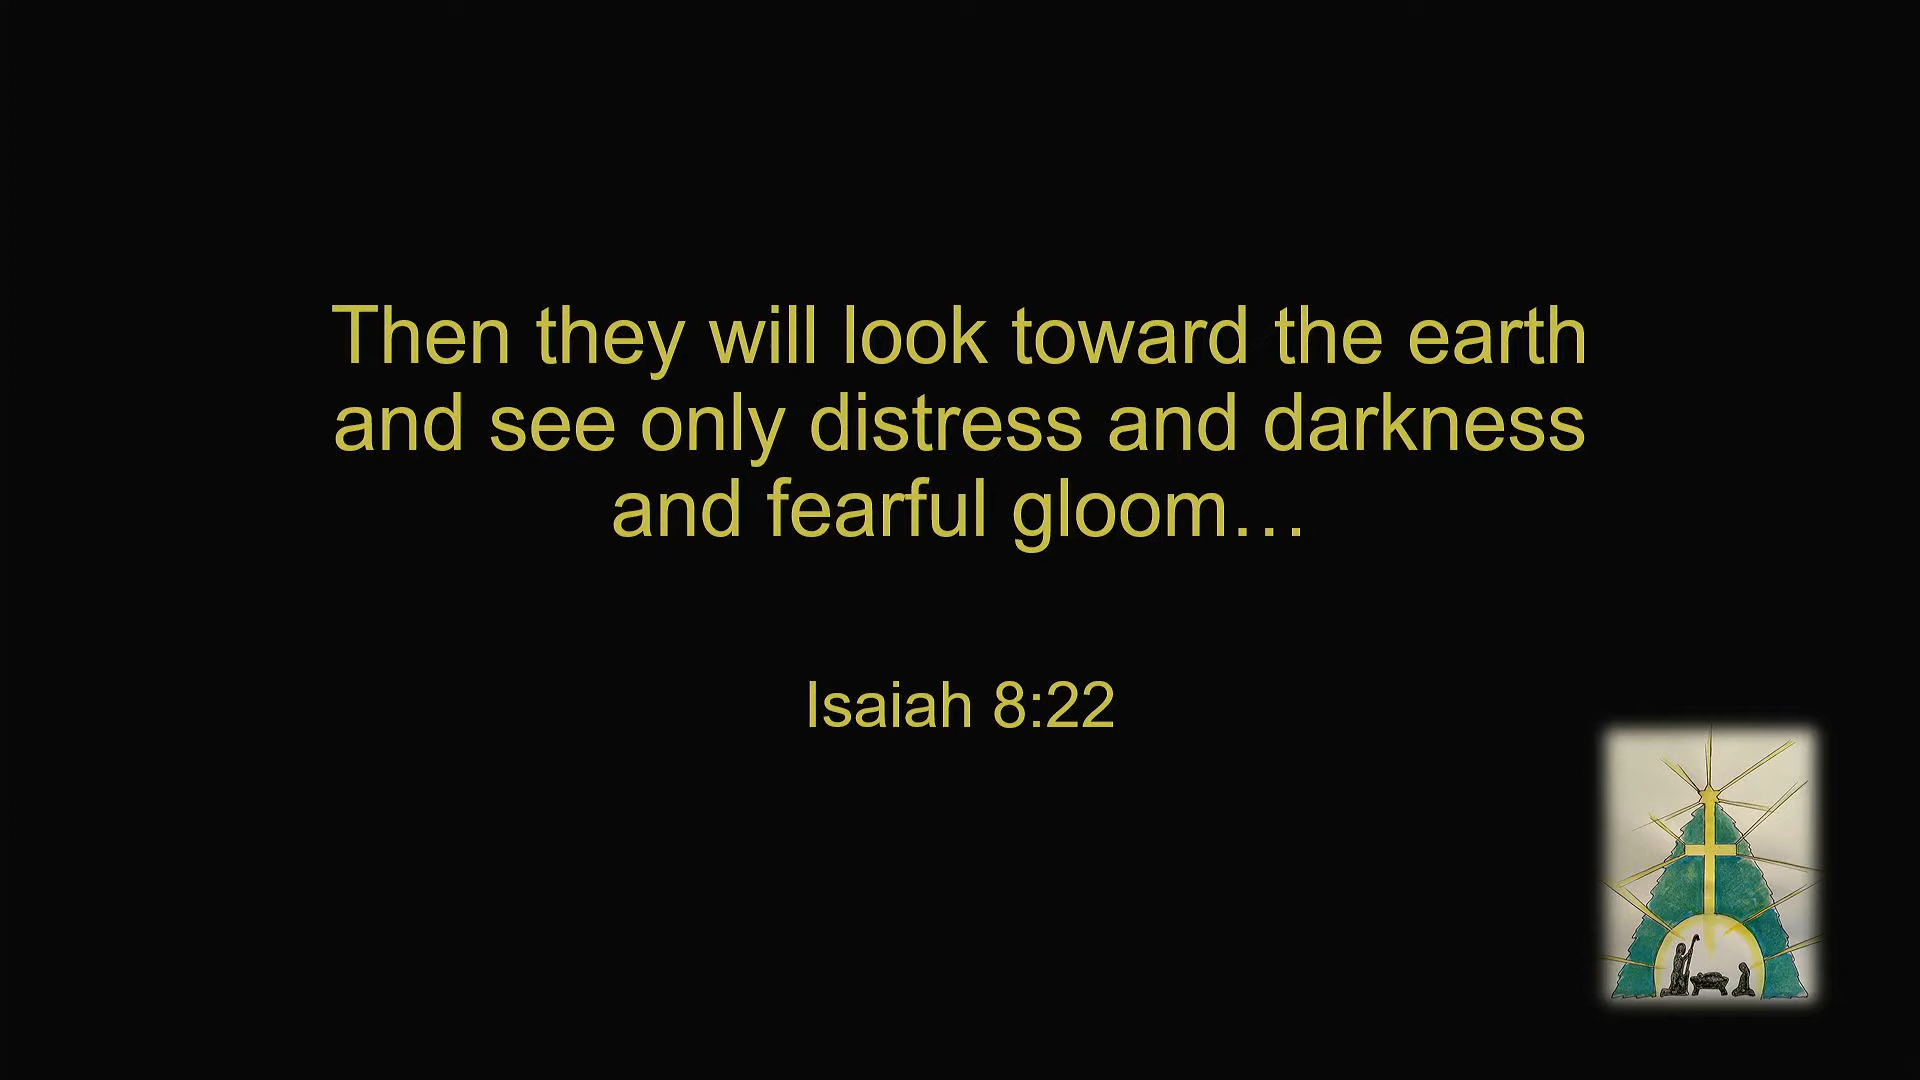 Then they will look toward the earth
and see only distress and darkness
and fearful gloom…
Isaiah 8:22